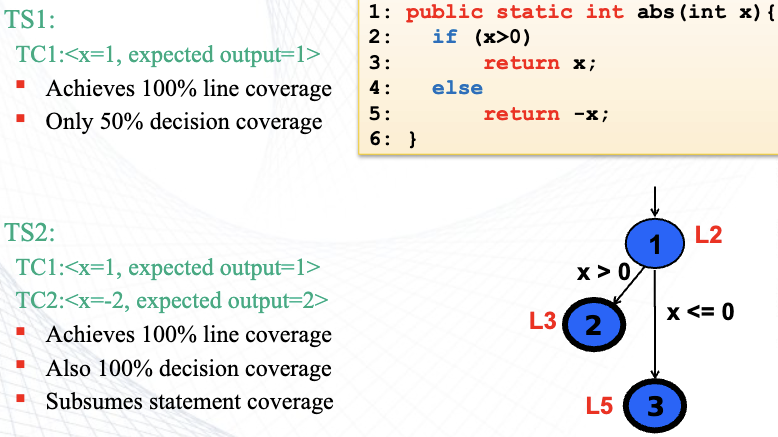 TS1:
TC1:<x=1, expected output=1>
▪ Achieves 100% line coverage
▪ Only 50% decision coverage
1: public static int abs(int x){
2: if (x>0)
3: return x;
4: else
5: return -x;
6: }
TS2:
TC1:<x=1, expected output=1>
TC2:<x=-2, expected output=2>
▪ Achieves 100% line coverage
▪ Also 100% decision coverage
▪ Subsumes statement coverage
1 L2
x > 0
L3 2
x <= 0
L5 3